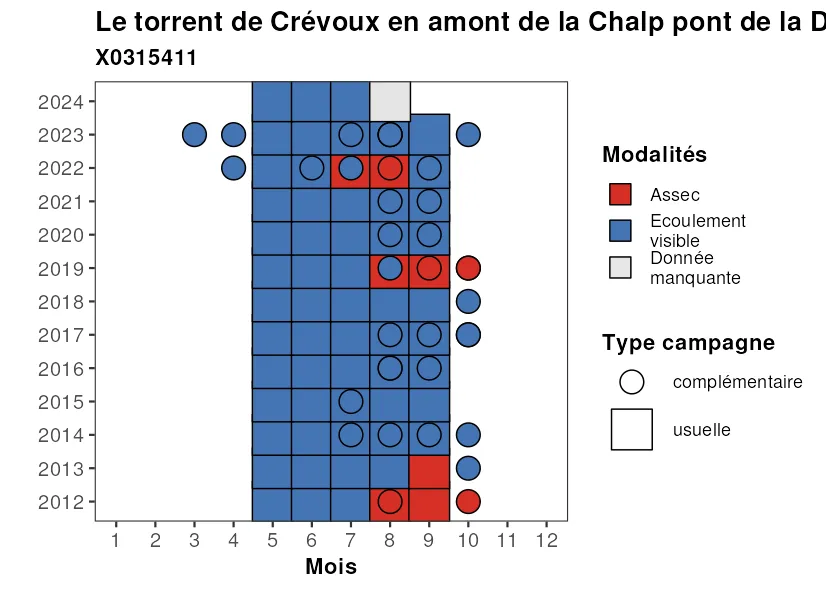 Le torrent de Crévoux en amont de la Chalp pont de la D
X0315411
2024
2023
2022
2021
2020
2019
2018
2017
2016
2015
2014
2013
2012
1 2 3 4 5 6 7 8 9 10 11 12
Mois
Modalités
Assec
Ecoulement
visible
Donnée
manquante
Type campagne
complémentaire
usuelle